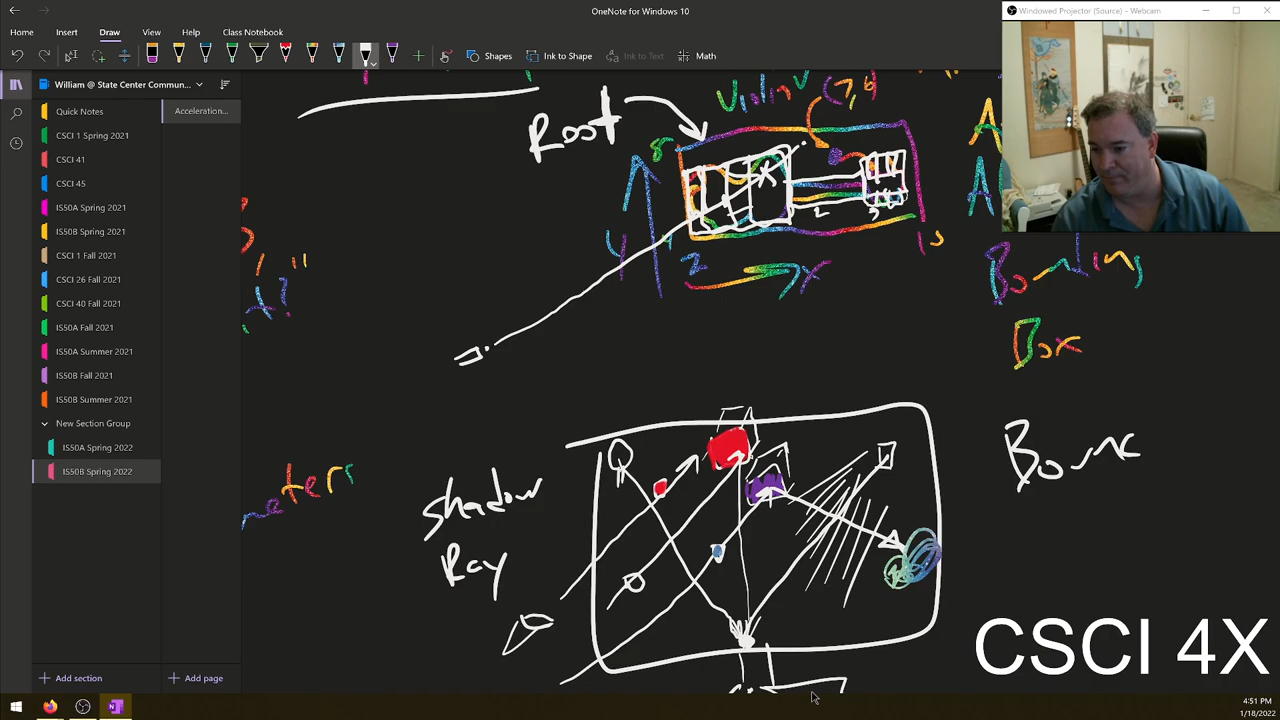 OneNote for Windows 10
Windowed Projector (Source) - Webcam
Home Insert Draw View Help Class Notebook
Shapes Ink to Shape Ink to Text Math
William @ State Center Commun...
Quick Notes
CSCI 1 Spring 2021
CSCI 41
CSCI 45
IS50A Spring 2021
IS50B Spring 2021
CSCI 1 Fall 2021
CSCI 26 Fall 2021
CSCI 40 Fall 2021
IS50A Fall 2021
IS50A Summer 2021
IS50B Fall 2021
IS50B Summer 2021
New Section Group
IS50A Spring 2022
IS50B Spring 2022
Add section
Acceleration...
Add page
Root
8
Y
2
X
Bounding
Box
meters
shadow
Ray
CSCI 4X
4:51 PM
1/18/2022